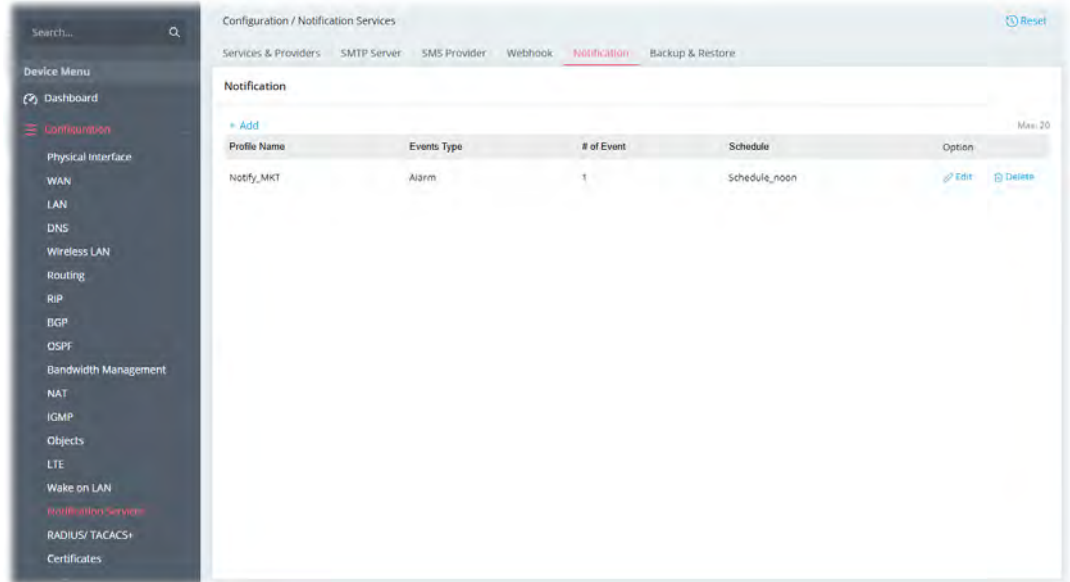 Search...
Device Menu
Dashboard
Configuration
Physical Interface
WAN
LAN
DNS
Wireless LAN
Routing
RIP
BGP
OSPF
Bandwidth Management
NAT
IGMP
Objects
LTE
Wake on LAN
Notification Services
RADIUS/ TACACS+
Certificates
Configuration / Notification Services
Reset
Services & Providers SMTP Server SMS Provider Webhook Notification Backup & Restore
Notification
+ Add Max: 20
Profile Name Events Type # of Event Schedule Option
Notify_MKT Alarm 1 Schedule_noon Edit Delete